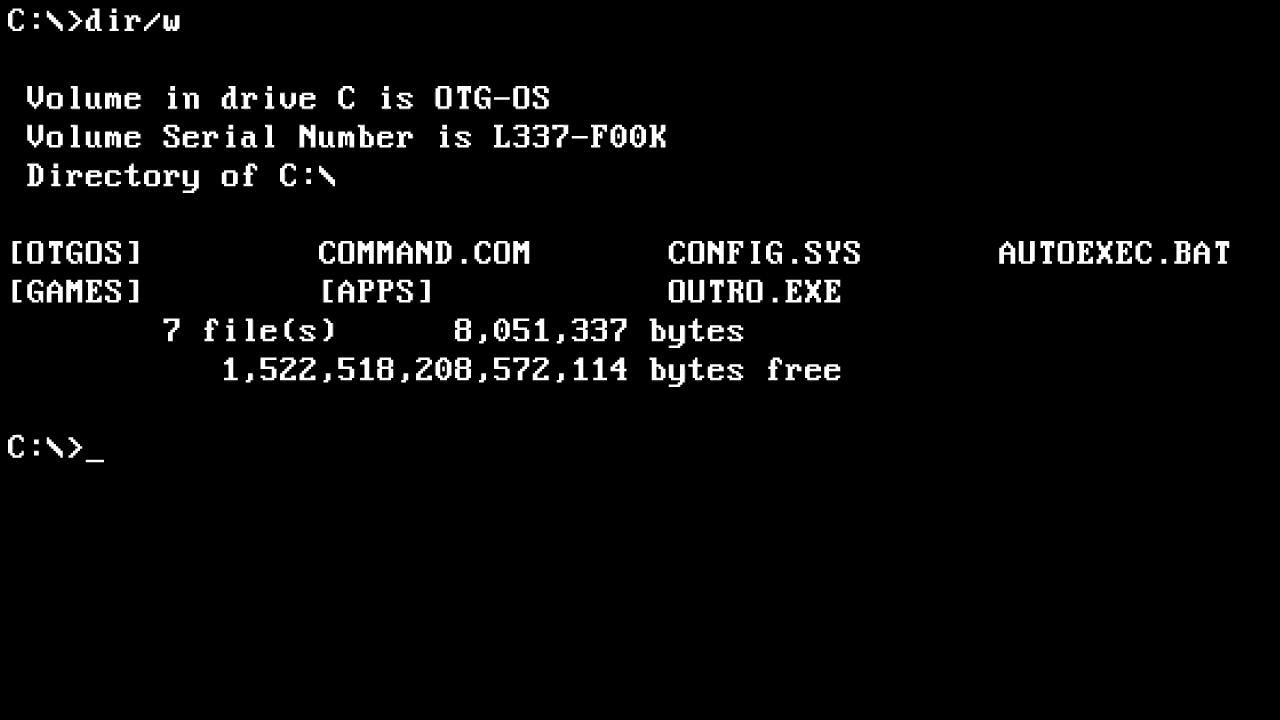 C:\>dir/w
Volume in drive C is OTG-OS
Volume Serial Number is L337-F00K
Directory of C:\
[OTGOS] COMMAND.COM CONFIG.SYS AUTOEXEC.BAT
[GAMES] [APPS] OUTRO.EXE
7 file(s) 8,051,337 bytes
1,522,518,208,572,114 bytes free
C:\>_